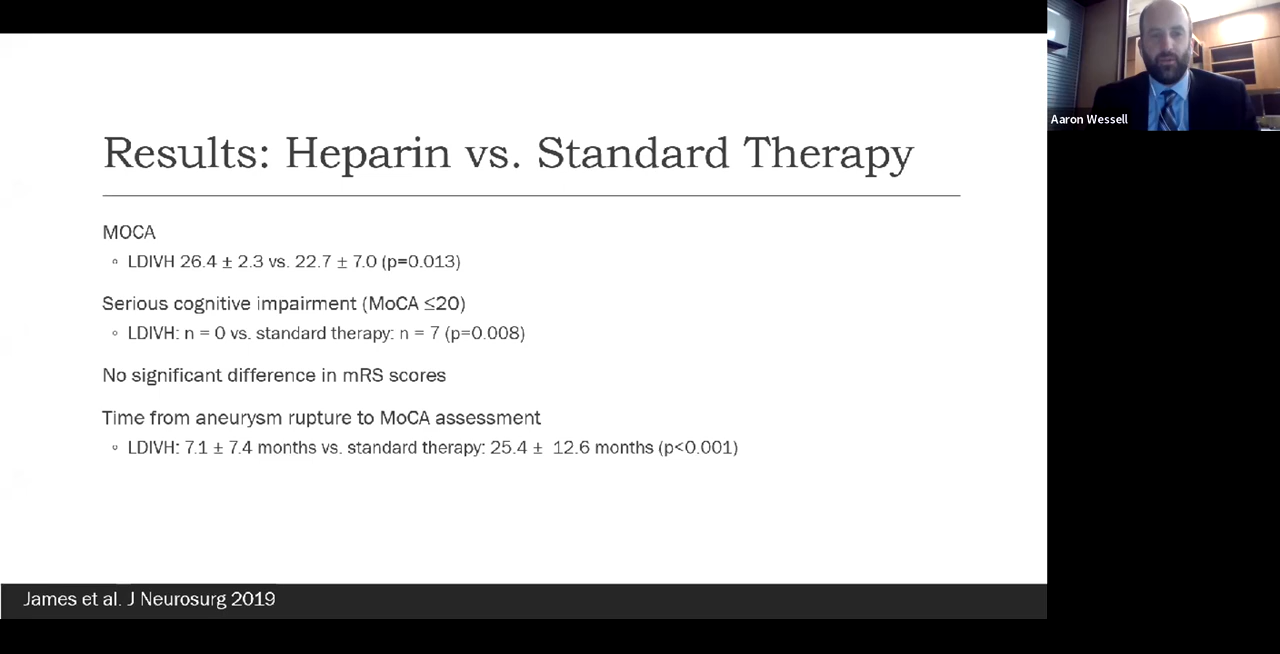 Results: Heparin vs. Standard Therapy
MOCA
◦ LDIVH 26.4 ± 2.3 vs. 22.7 ± 7.0 (p=0.013)
Serious cognitive impairment (MoCA ≤20)
◦ LDIVH: n = 0 vs. standard therapy: n = 7 (p=0.008)
No significant difference in mRS scores
Time from aneurysm rupture to MoCA assessment
◦ LDIVH: 7.1 ± 7.4 months vs. standard therapy: 25.4 ± 12.6 months (p<0.001)
James et al. J Neurosurg 2019
Aaron Wessell